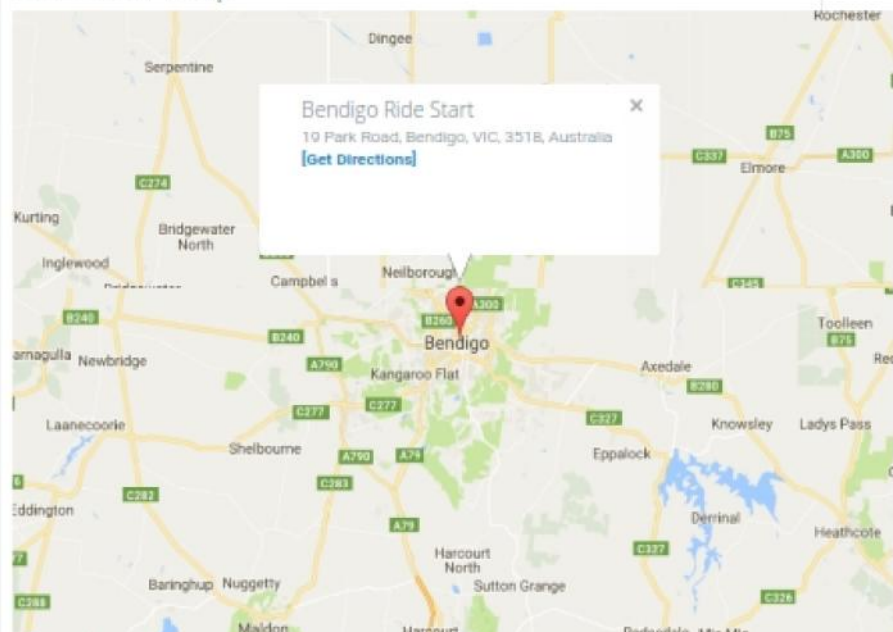 Rochester
Dingee
Serpentine
Bendigo Ride Start ×
19 Park Road, Bendigo, VIC, 3518, Australia
[Get Directions]
B75
C337
A300
Elmore
C274
Kurting
Bridgewater
North
Inglewood
Campbel s
Neilborough
C345
A300
B240
B260
Toolleen
B240
Bendigo
B75
arnagulla
Newbridge
A790
Axedale
Kangaroo Flat
B280
C277
C277
C327
Laanecoorie
Knowsley
Ladys Pass
Shelbourne
A790
A79
Eppalock
C283
C282
Eddington
A79
Derrinal
Heathcote
C327
Harcourt
North
Baringhup
Nuggetty
Sutton Grange
C288
C326
Maldon
Harcourt